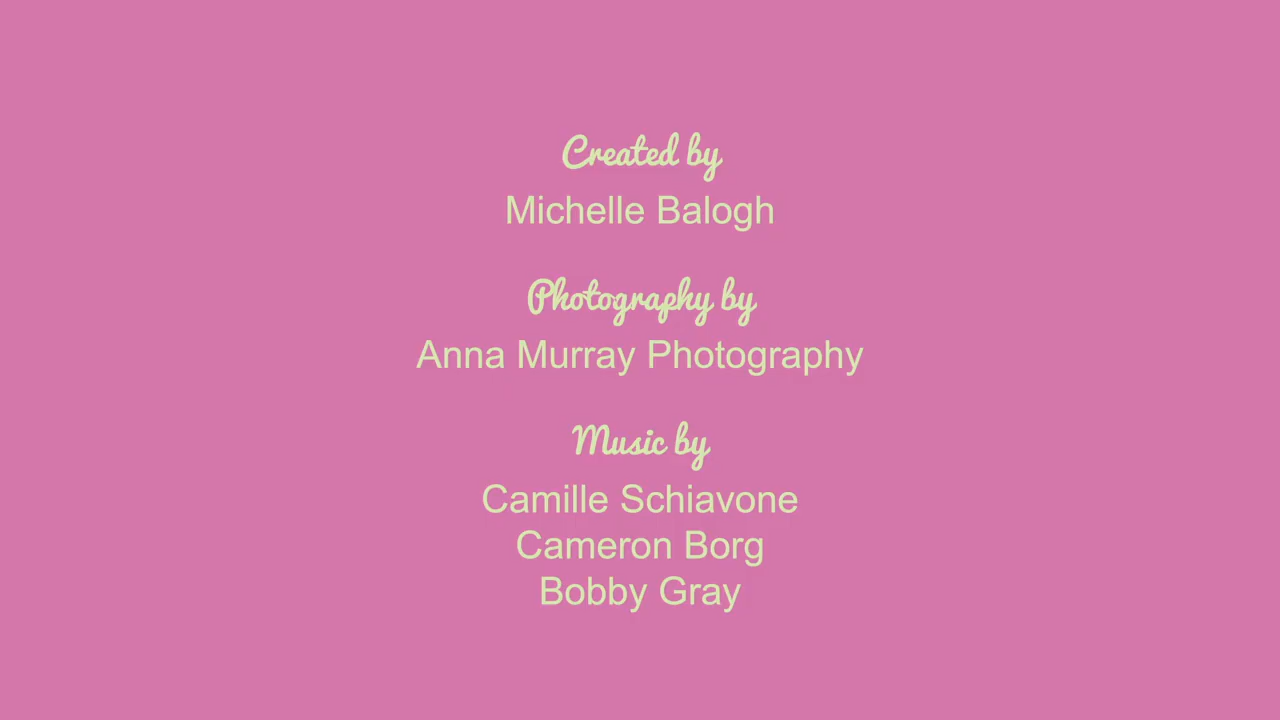 Created by
Michelle Balogh
Photography by
Anna Murray Photography
Music by
Camille Schiavone
Cameron Borg
Bobby Gray